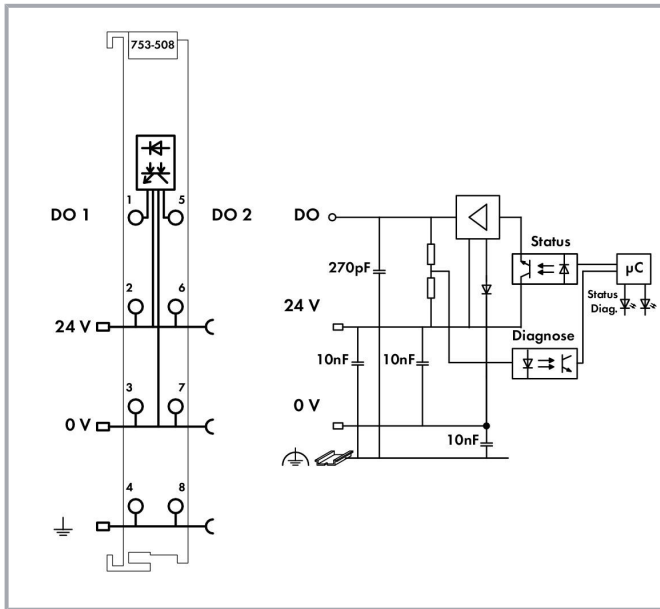 753-508
1 5
DO 1 DO 2
2 6
24 V
3 7
0 V
4 8
DO
Status
270pF
µC
Status
Diag.
24 V
Diagnose
10nF 10nF
0 V
10nF